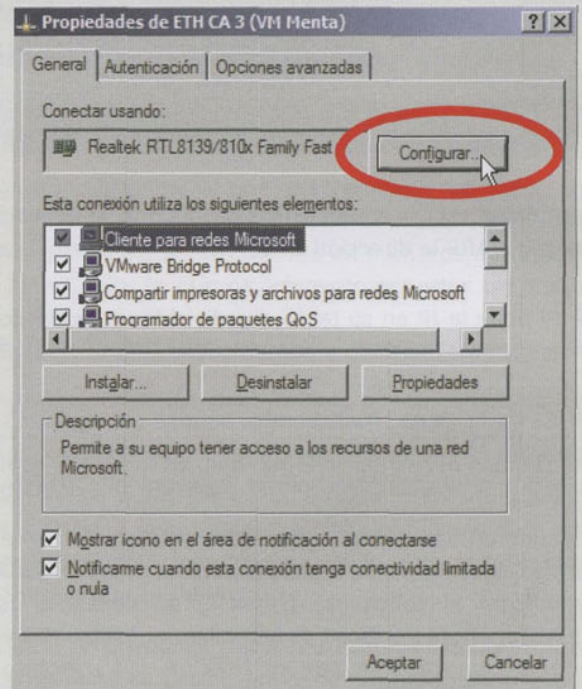 Propiedades de ETH CA 3 (VM Menta)
General Autenticación Opciones avanzadas
Conectar usando:
Realtek RTL8139/810x Family Fast Configurar...
Esta conexión utiliza los siguientes elementos:
Cliente para redes Microsoft
VMware Bridge Protocol
Compartir impresoras y archivos para redes Microsoft
Programador de paquetes QoS
Instalar... Desinstalar Propiedades
Descripción
Permite a su equipo tener acceso a los recursos de una red
Microsoft.
Mostrar icono en el área de notificación al conectarse
Notificarme cuando esta conexión tenga conectividad limitada
o nula
Aceptar Cancelar